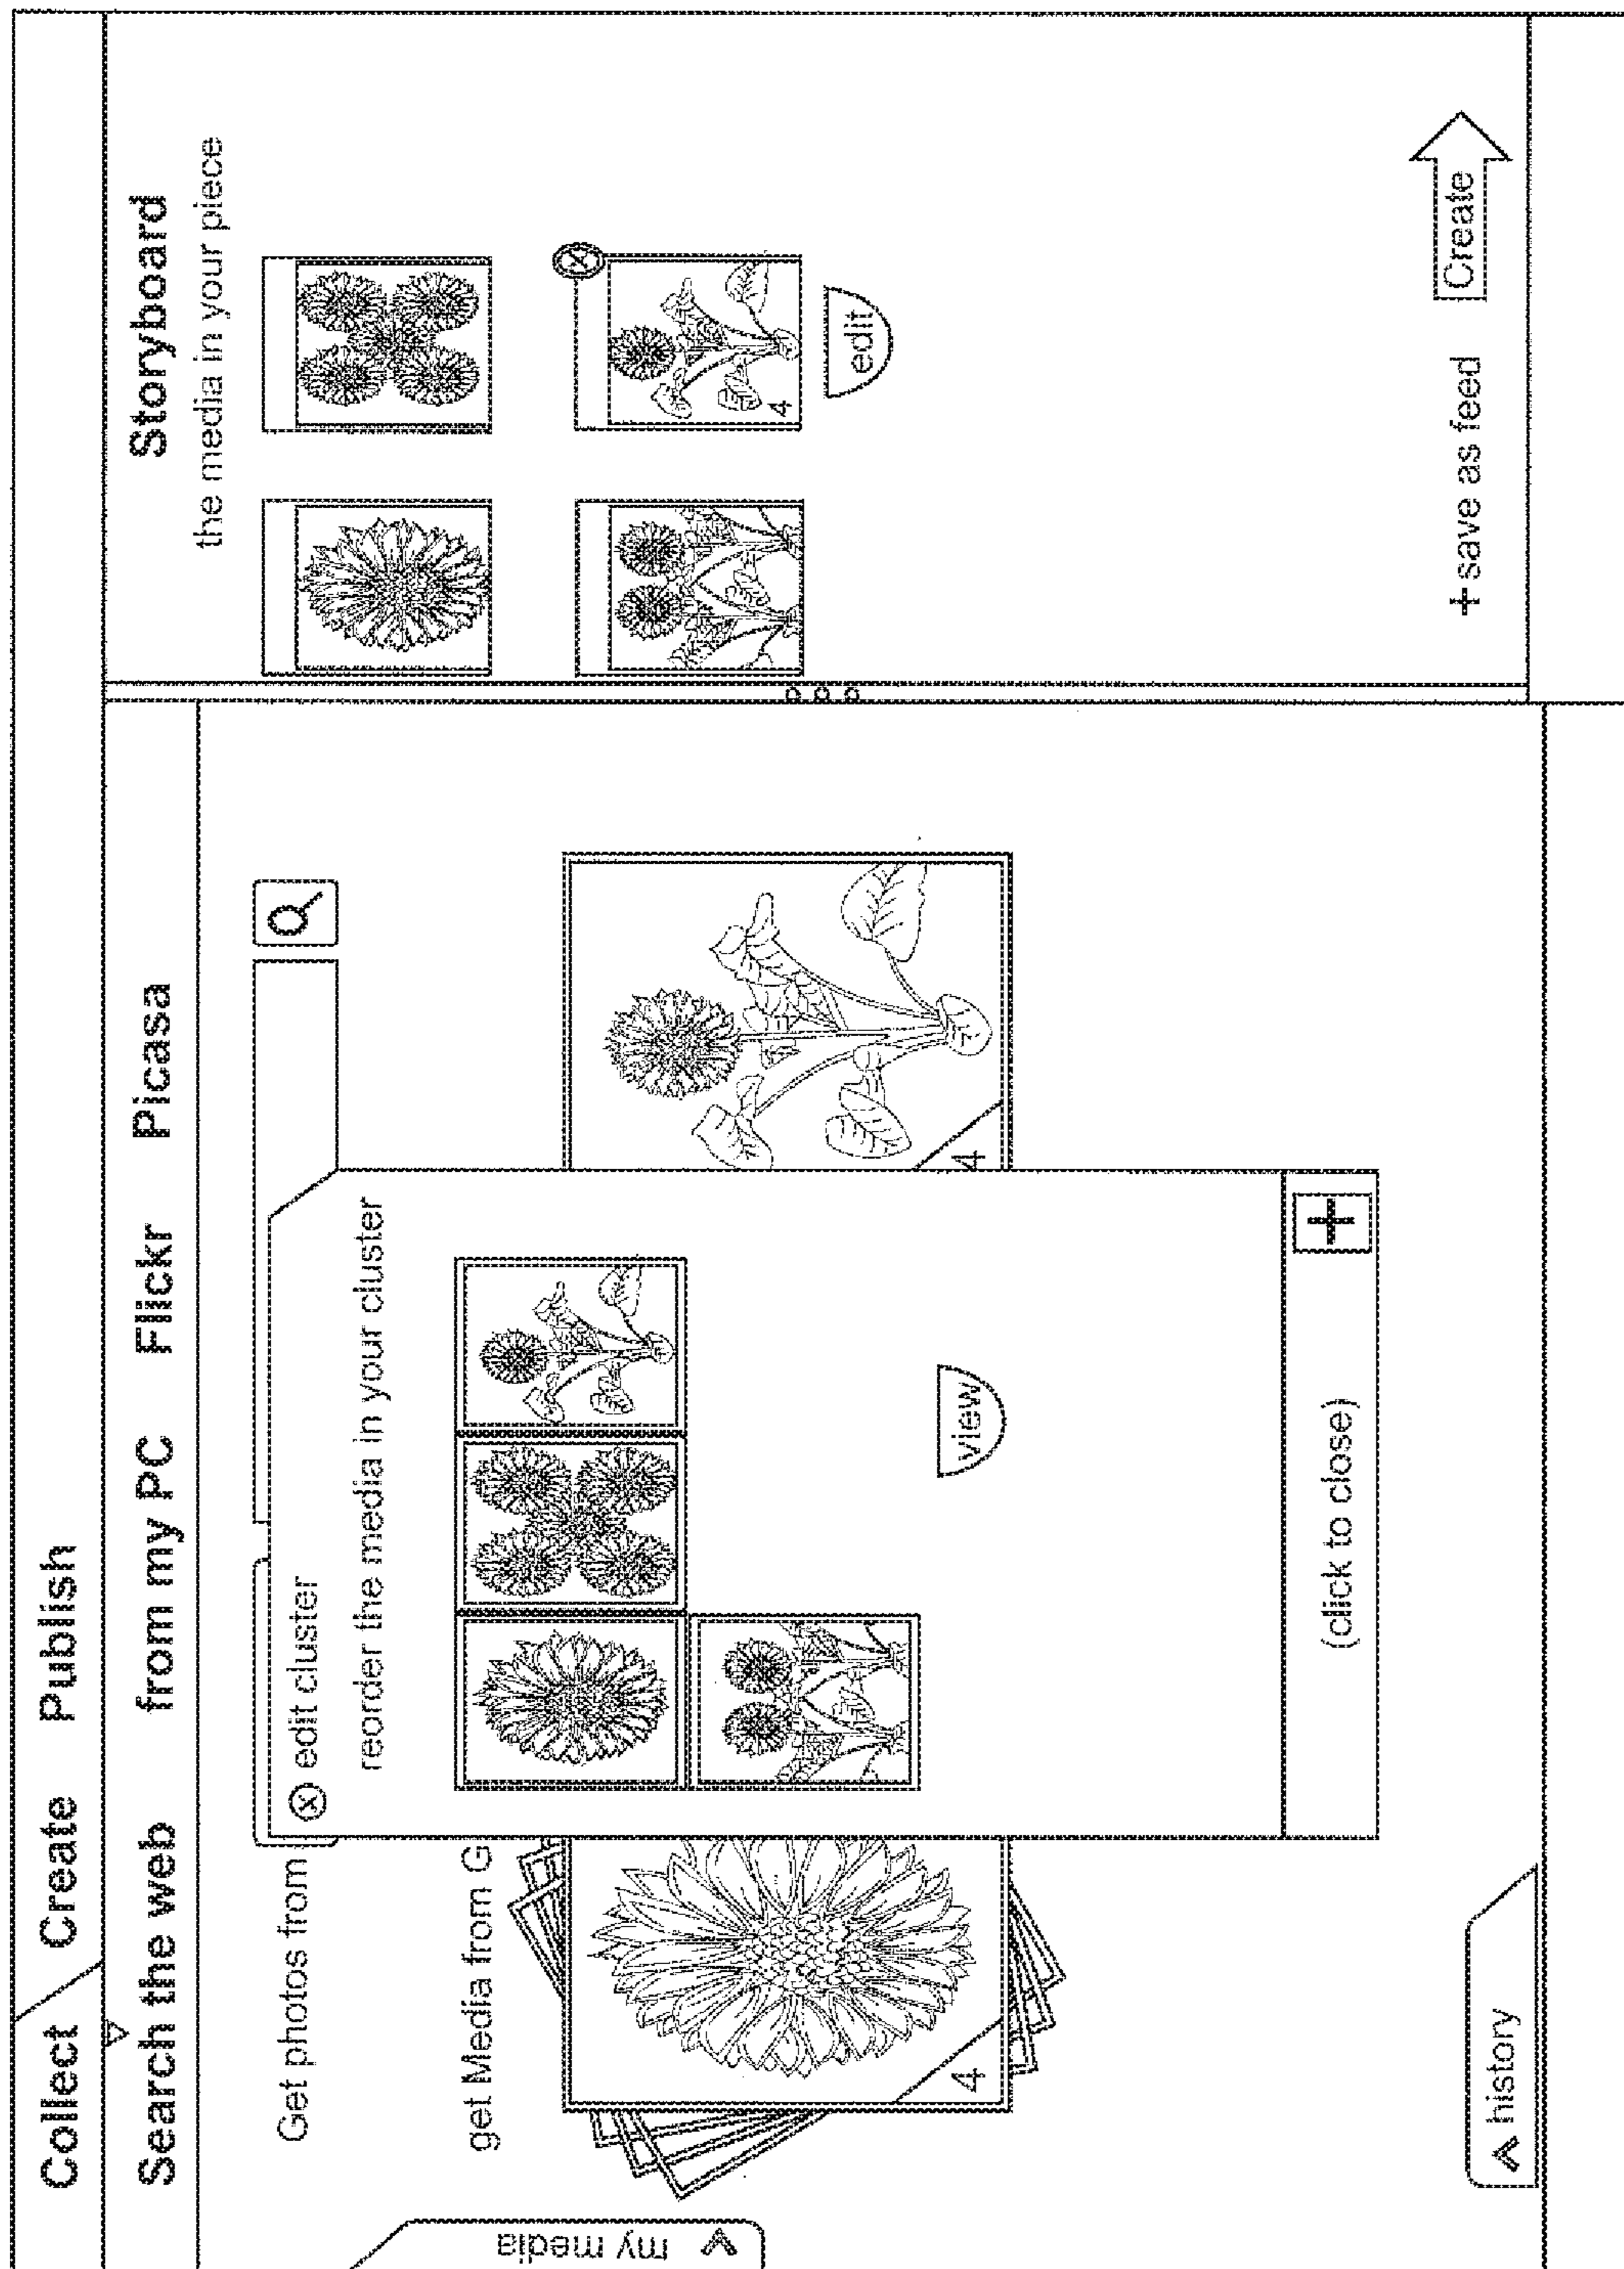 Collect Create Publish
Search the web from my PC Flickr Picasa
Get photos from
get Media from G
my media
edit cluster
reorder the media in your cluster
view
(click to close)
4
4
history
Storyboard
the media in your piece
4
edit
+ save as feed Create